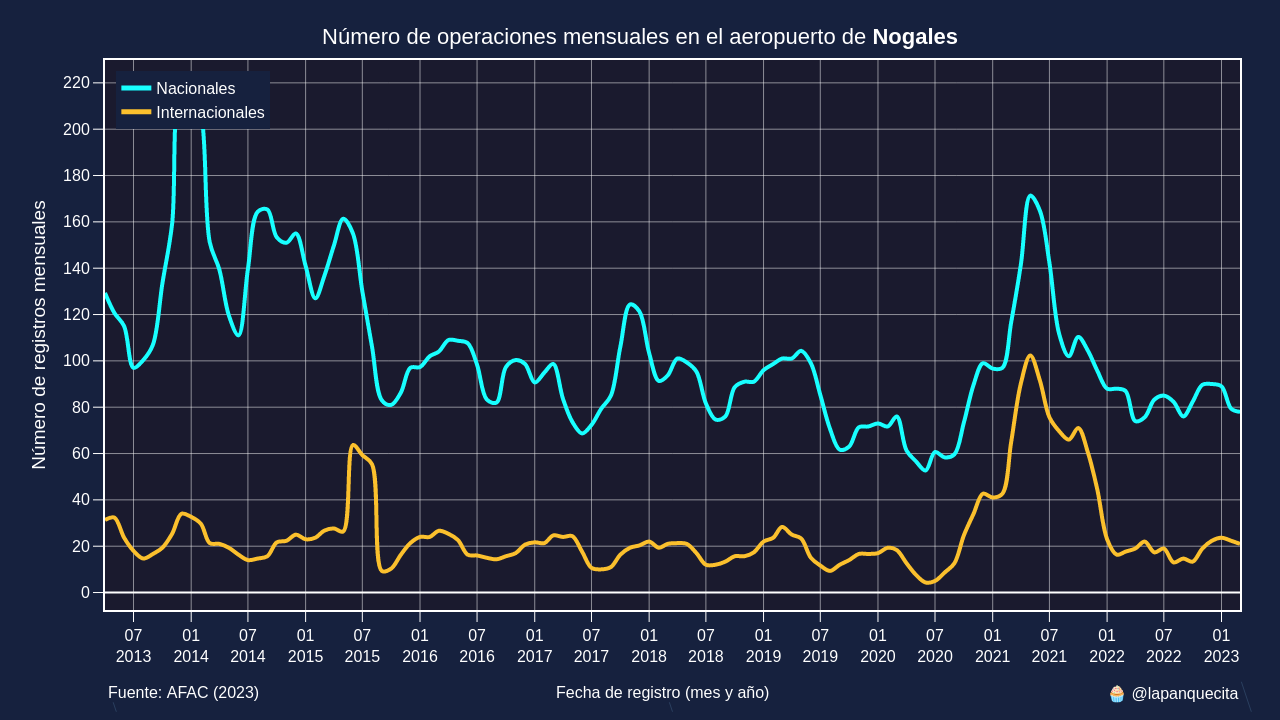 Número de operaciones mensuales en el aeropuerto de Nogales
Nacionales
Internacionales
Número de registros mensuales
220
200
180
160
140
120
100
80
60
40
20
0
07 01 07 01 07 01 07 01 07 01 07 01 07 01 07 01 07 01 07 01
2013 2014 2014 2015 2015 2016 2016 2017 2017 2018 2018 2019 2019 2020 2020 2021 2021 2022 2022 2023
Fuente: AFAC (2023)
Fecha de registro (mes y año)
🧁 @lapanquecita